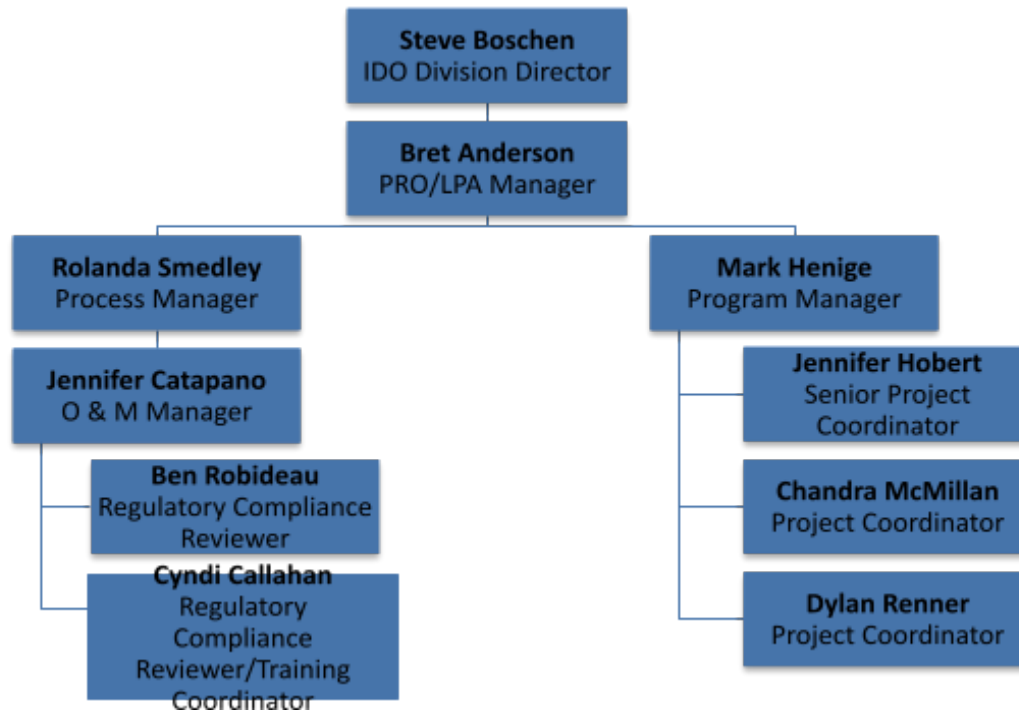 Steve Boschen
IDO Division Director
Bret Anderson
PRO/LPA Manager
Rolanda Smedley
Process Manager
Jennifer Catapano
O & M Manager
Ben Robideau
Regulatory Compliance
Reviewer
Cyndi Callahan
Regulatory
Compliance
Reviewer/Training
Coordinator
Mark Henige
Program Manager
Jennifer Hobert
Senior Project
Coordinator
Chandra McMillan
Project Coordinator
Dylan Renner
Project Coordinator